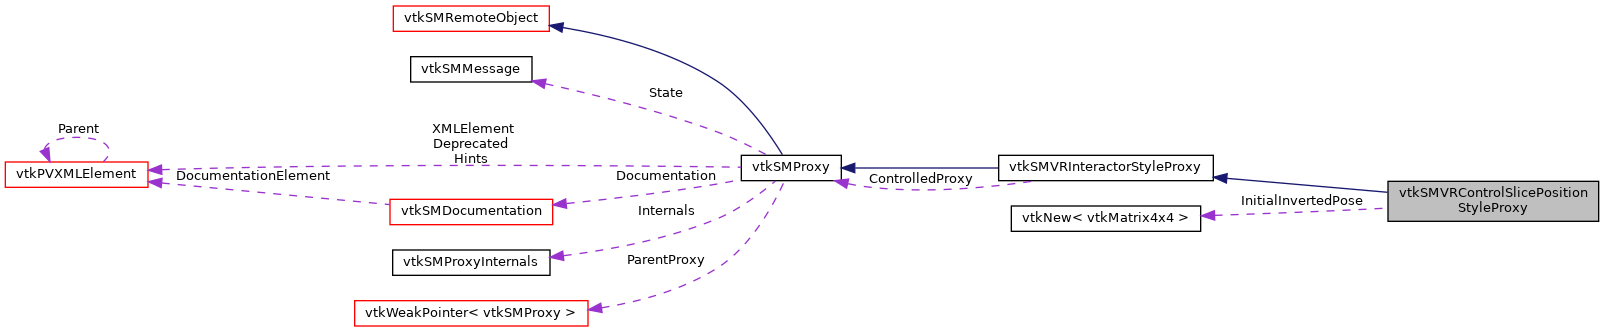 vtkSMRemoteObject
vtkSMMessage
State
Parent
XMLElement
Deprecated
Hints
vtkPVXMLElement
DocumentationElement
vtkSMProxy
vtkSMVRInteractorStyleProxy
Documentation
ControlledProxy
vtkSMVRControlSlicePosition
StyleProxy
vtkSMDocumentation
Internals
InitialInvertedPose
vtkNew< vtkMatrix4x4 >
vtkSMProxyInternals
ParentProxy
vtkWeakPointer< vtkSMProxy >